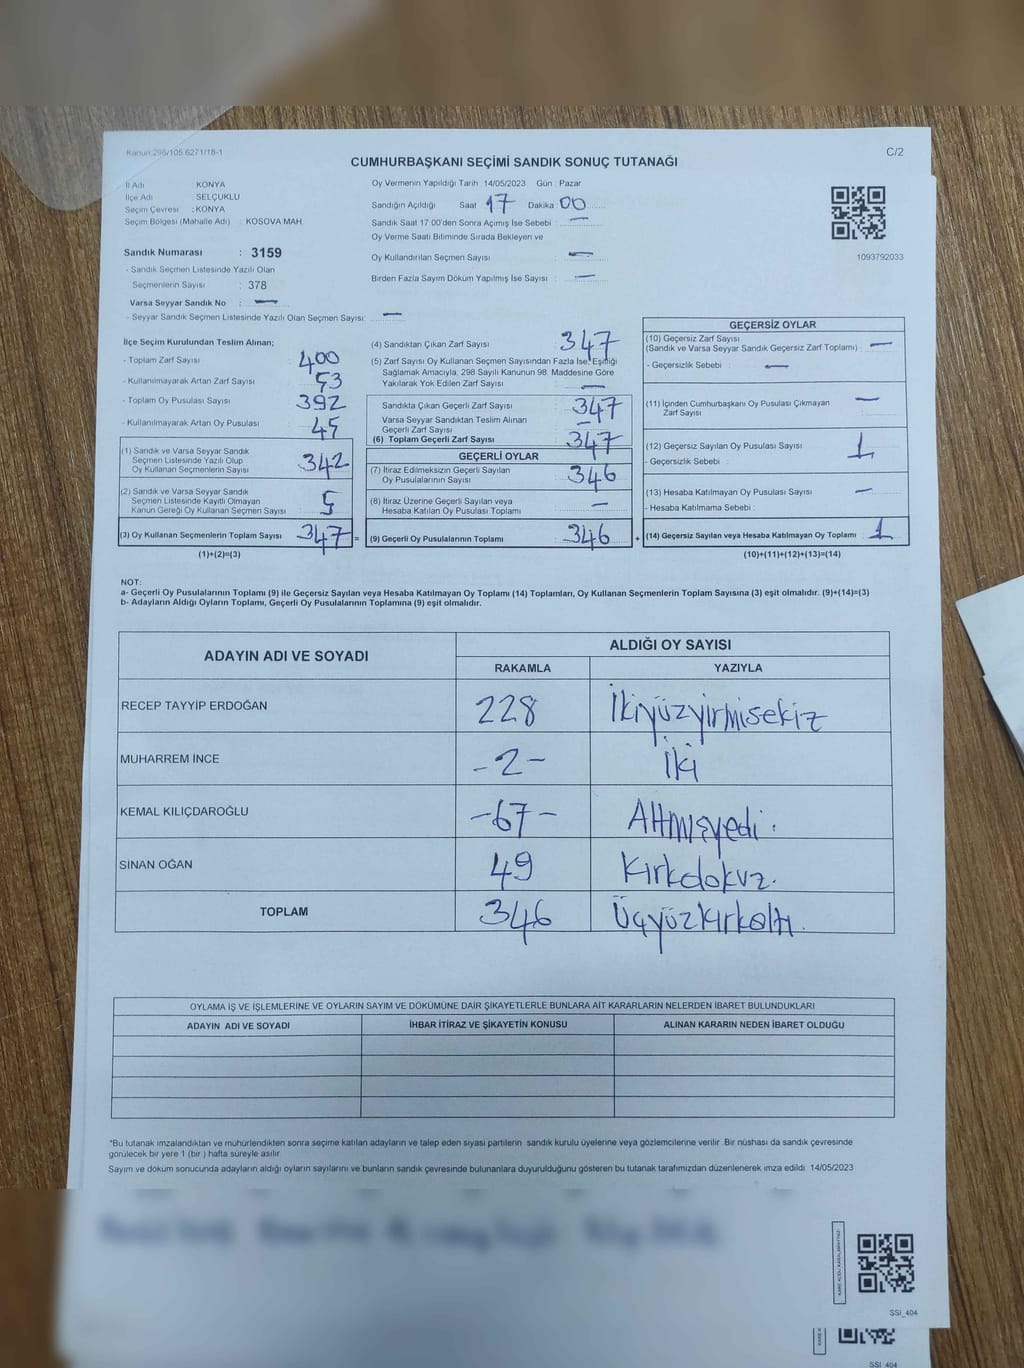 Kanun:298/105 6271/18-1
C/2
CUMHURBAŞKANI SEÇİMİ SANDIK SONUÇ TUTANAĞI
İl Adı KONYA
İlçe Adı : SELÇUKLU
Seçim Çevresi : KONYA
Seçim Bölgesi (Mahalle Adı) : KOSOVA MAH.
Sandık Numarası : 3159
- Sandık Seçmen Listesinde Yazılı Olan
Seçmenlerin Sayısı : 378
Varsa Seyyar Sandık No : —
- Seyyar Sandık Seçmen Listesinde Yazılı Olan Seçmen Sayısı: —
Oy Vermenin Yapıldığı Tarih : 14/05/2023 Gün : Pazar
Sandığın Açıldığı Saat 17 Dakika : 00
Sandık Saat 17:00'den Sonra Açımış İse Sebebi : —
Oy Verme Saati Bitiminde Sırada Bekleyen ve
Oy Kullandırılan Seçmen Sayısı : —
Birden Fazla Sayım Döküm Yapılmış İse Sayısı : —
1093792033
İlçe Seçim Kurulundan Teslim Alınan;
- Toplam Zarf Sayısı : 400
- Kullanılmayarak Artan Zarf Sayısı : 53
- Toplam Oy Pusulası Sayısı : 392
- Kullanılmayarak Artan Oy Pusulası : 45
(1) Sandık ve Varsa Seyyar Sandık
Seçmen Listesinde Yazılı Olup
Oy Kullanan Seçmenlerin Sayısı : 342
(2) Sandık ve Varsa Seyyar Sandık
Seçmen Listesinde Kayıtlı Olmayan
Kanun Gereği Oy Kullanan Seçmen Sayısı : 5
(3) Oy Kullanan Seçmenlerin Toplam Sayısı : 347 =
(1)+(2)=(3)
(4) Sandıktan Çıkan Zarf Sayısı : 347
(5) Zarf Sayısı Oy Kullanan Seçmen Sayısından Fazla İse, Eşitliği
Sağlamak Amacıyla; 298 Sayılı Kanunun 98. Maddesine Göre
Yakılarak Yok Edilen Zarf Sayısı : —
Sandıkta Çıkan Geçerli Zarf Sayısı : 347
Varsa Seyyar Sandıktan Teslim Alınan
Geçerli Zarf Sayısı : —
(6) Toplam Geçerli Zarf Sayısı : 347
GEÇERLİ OYLAR
(7) İtiraz Edilmeksizin Geçerli Sayılan
Oy Pusulalarının Sayısı : 346
(8) İtiraz Üzerine Geçerli Sayılan veya
Hesaba Katılan Oy Pusulası Toplamı : —
(9) Geçerli Oy Pusulalarının Toplamı : 346 +
GEÇERSİZ OYLAR
(10) Geçersiz Zarf Sayısı
(Sandık ve Varsa Seyyar Sandık Geçersiz Zarf Toplamı) : —
- Geçersizlik Sebebi : —
(11) İçinden Cumhurbaşkanı Oy Pusulası Çıkmayan
Zarf Sayısı : —
(12) Geçersiz Sayılan Oy Pusulası Sayısı : 1
- Geçersizlik Sebebi :
(13) Hesaba Katılmayan Oy Pusulası Sayısı : —
- Hesaba Katılmama Sebebi :
(14) Geçersiz Sayılan veya Hesaba Katılmayan Oy Toplamı : 1
(10)+(11)+(12)+(13)=(14)
NOT:
a- Geçerli Oy Pusulalarının Toplamı (9) ile Geçersiz Sayılan veya Hesaba Katılmayan Oy Toplamı (14) Toplamları, Oy Kullanan Seçmenlerin Toplam Sayısına (3) eşit olmalıdır. (9)+(14)=(3)
b- Adayların Aldığı Oyların Toplamı, Geçerli Oy Pusulalarının Toplamına (9) eşit olmalıdır.
ADAYIN ADI VE SOYADI ALDIĞI OY SAYISI
RAKAMLA YAZIYLA
RECEP TAYYİP ERDOĞAN 228 İkiyüzyirmisekiz
MUHARREM İNCE -2- İki
KEMAL KILIÇDAROĞLU -67- Altmışyedi.
SİNAN OĞAN 49 Kırkdokuz.
TOPLAM 346 Üçyüzkırkaltı.
OYLAMA İŞ VE İŞLEMLERİNE VE OYLARIN SAYIM VE DÖKÜMÜNE DAİR ŞİKAYETLERLE BUNLARA AİT KARARLARIN NELERDEN İBARET BULUNDUKLARI
ADAYIN ADI VE SOYADI İHBAR İTİRAZ VE ŞİKAYETİN KONUSU ALINAN KARARIN NEDEN İBARET OLDUĞU
*Bu tutanak imzalandıktan ve mühürlendikten sonra seçime katılan adayların ve talep eden siyasi partilerin sandık kurulu üyelerine veya gözlemcilerine verilir. Bir nüshası da sandık çevresinde
görülecek bir yere 1 (bir ) hafta süreyle asılır.
Sayım ve döküm sonucunda adayların aldığı oyların sayılarını ve bunların sandık çevresinde bulunanlara duyurulduğunu gösteren bu tutanak tarafımızdan düzenlenerek imza edildi. 14/05/2023
SSİ_404
SSİ_404